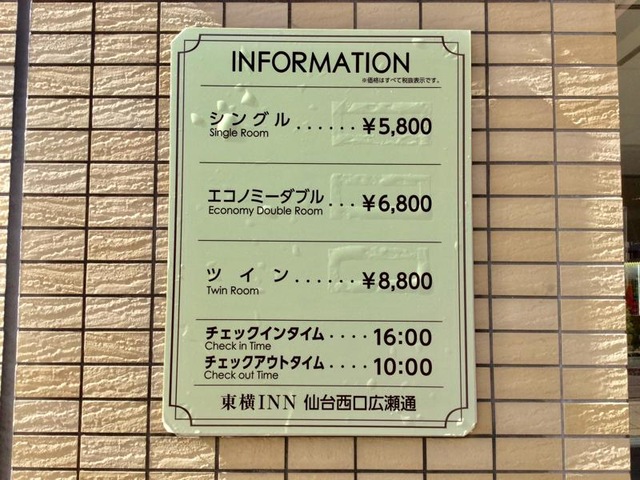 INFORMATION
※価格はすべて税抜表示です。
シングル ...... ¥5,800
Single Room
エコノミーダブル ... ¥6,800
Economy Double Room
ツイン ...... ¥8,800
Twin Room
チェックインタイム .... 16:00
Check in Time
チェックアウトタイム .... 10:00
Check out Time
東横INN 仙台西口広瀬通